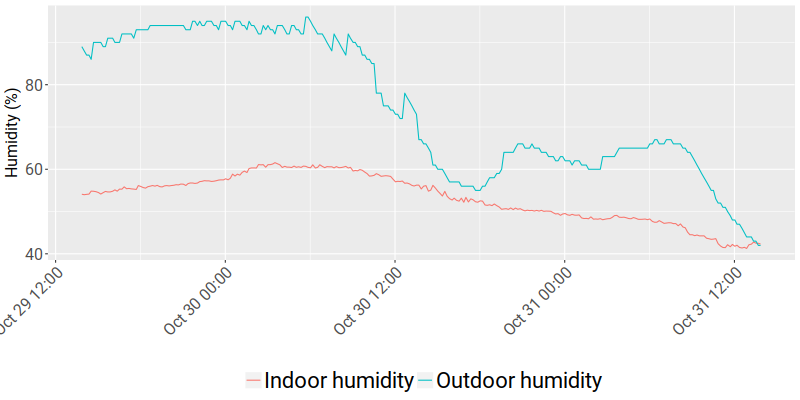 Humidity (%)
80
60
40
Oct 29 12:00
Oct 30 00:00
Oct 30 12:00
Oct 31 00:00
Oct 31 12:00
Indoor humidity
Outdoor humidity